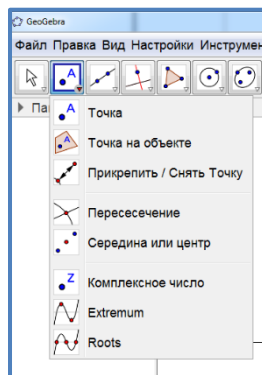 GeoGebra
Файл Правка Вид Настройки Инструмен
A
Па
A Точка
A Точка на объекте
Прикрепить / Снять Точку
Пересесечение
Середина или центр
Z Комплексное число
Extremum
Roots